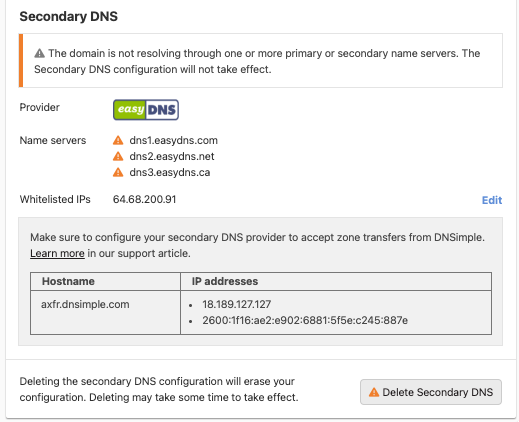 Secondary DNS
The domain is not resolving through one or more primary or secondary name servers. The
Secondary DNS configuration will not take effect.
Provider
easyDNS
Name servers
dns1.easydns.com
dns2.easydns.net
dns3.easydns.ca
Whitelisted IPs 64.68.200.91 Edit
Make sure to configure your secondary DNS provider to accept zone transfers from DNSimple.
Learn more in our support article.
Hostname IP addresses
axfr.dnsimple.com
• 18.189.127.127
• 2600:1f16:ae2:e902:6881:5f5e:c245:887e
Deleting the secondary DNS configuration will erase your
configuration. Deleting may take some time to take effect.
Delete Secondary DNS